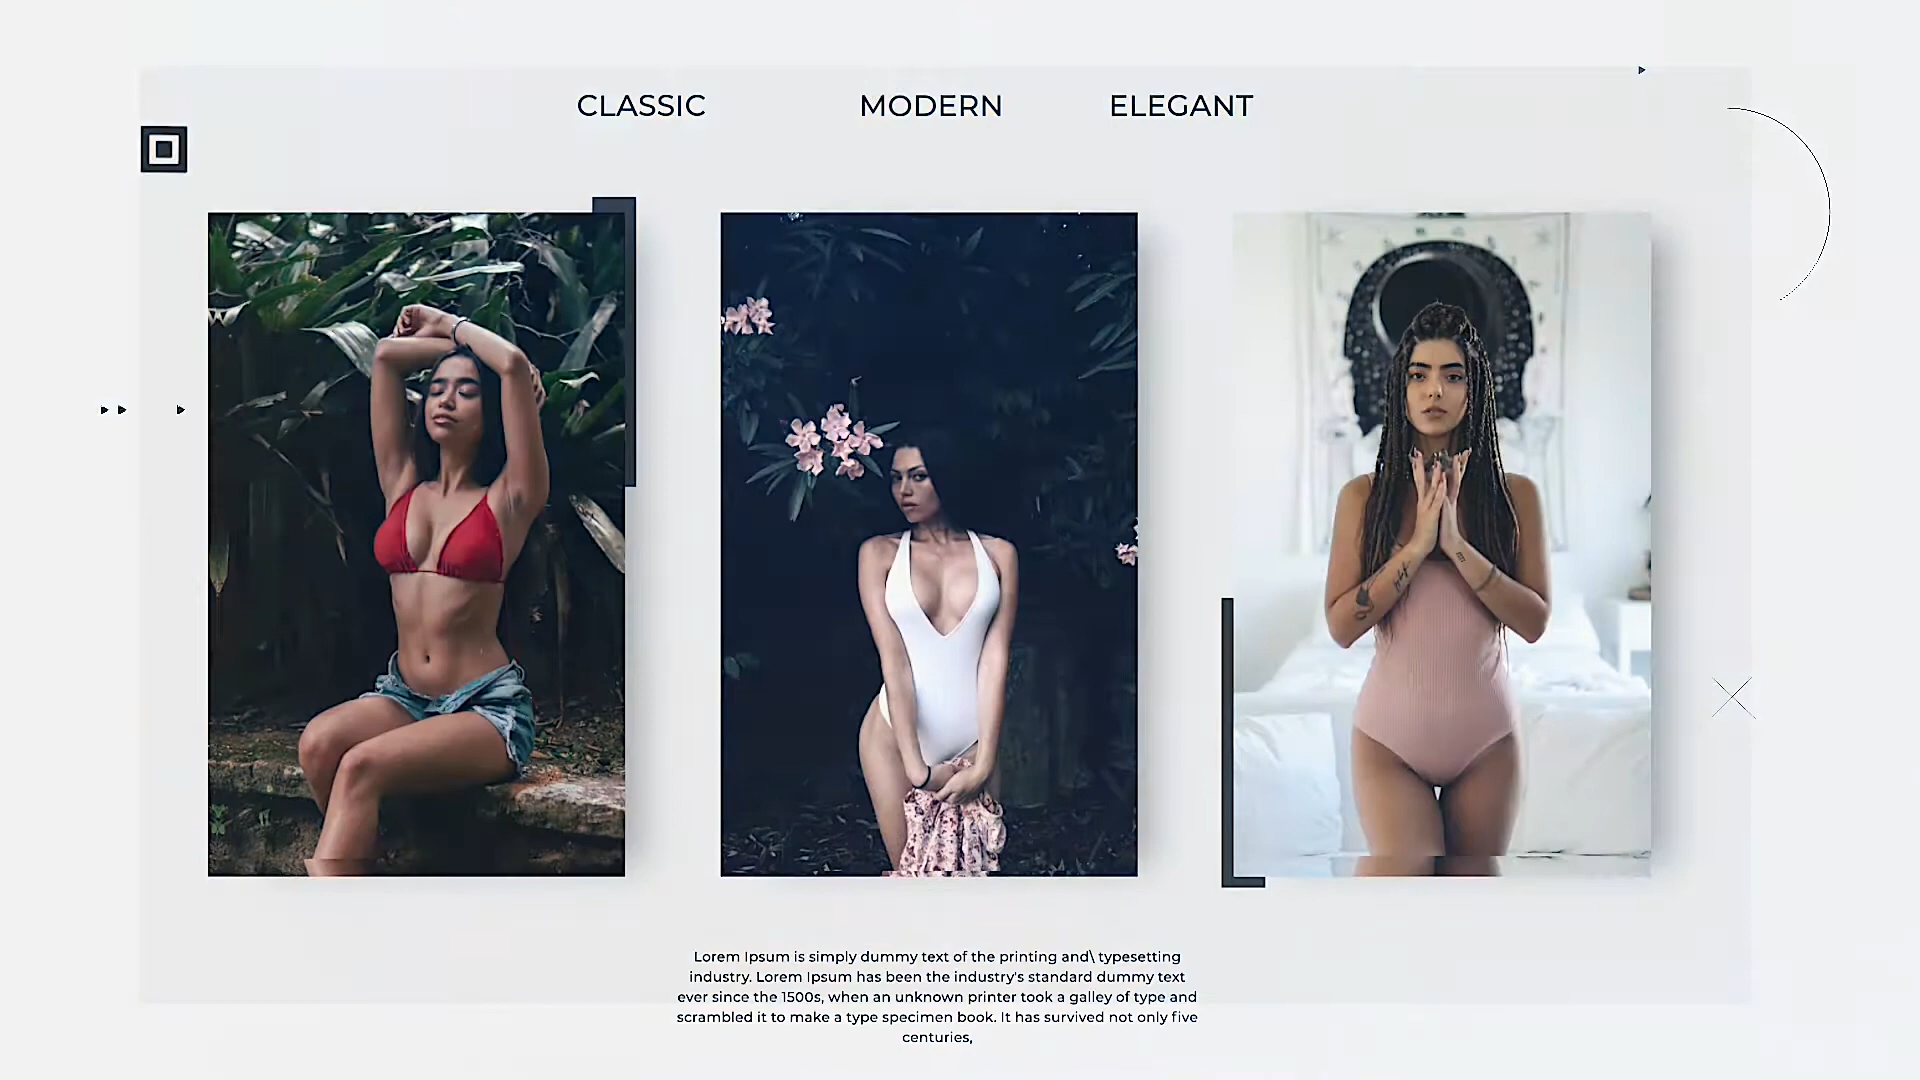 CLASSIC MODERN ELEGANT
Lorem Ipsum is simply dummy text of the printing and\ typesetting
industry. Lorem Ipsum has been the industry's standard dummy text
ever since the 1500s, when an unknown printer took a galley of type and
scrambled it to make a type specimen book. It has survived not only five
centuries,